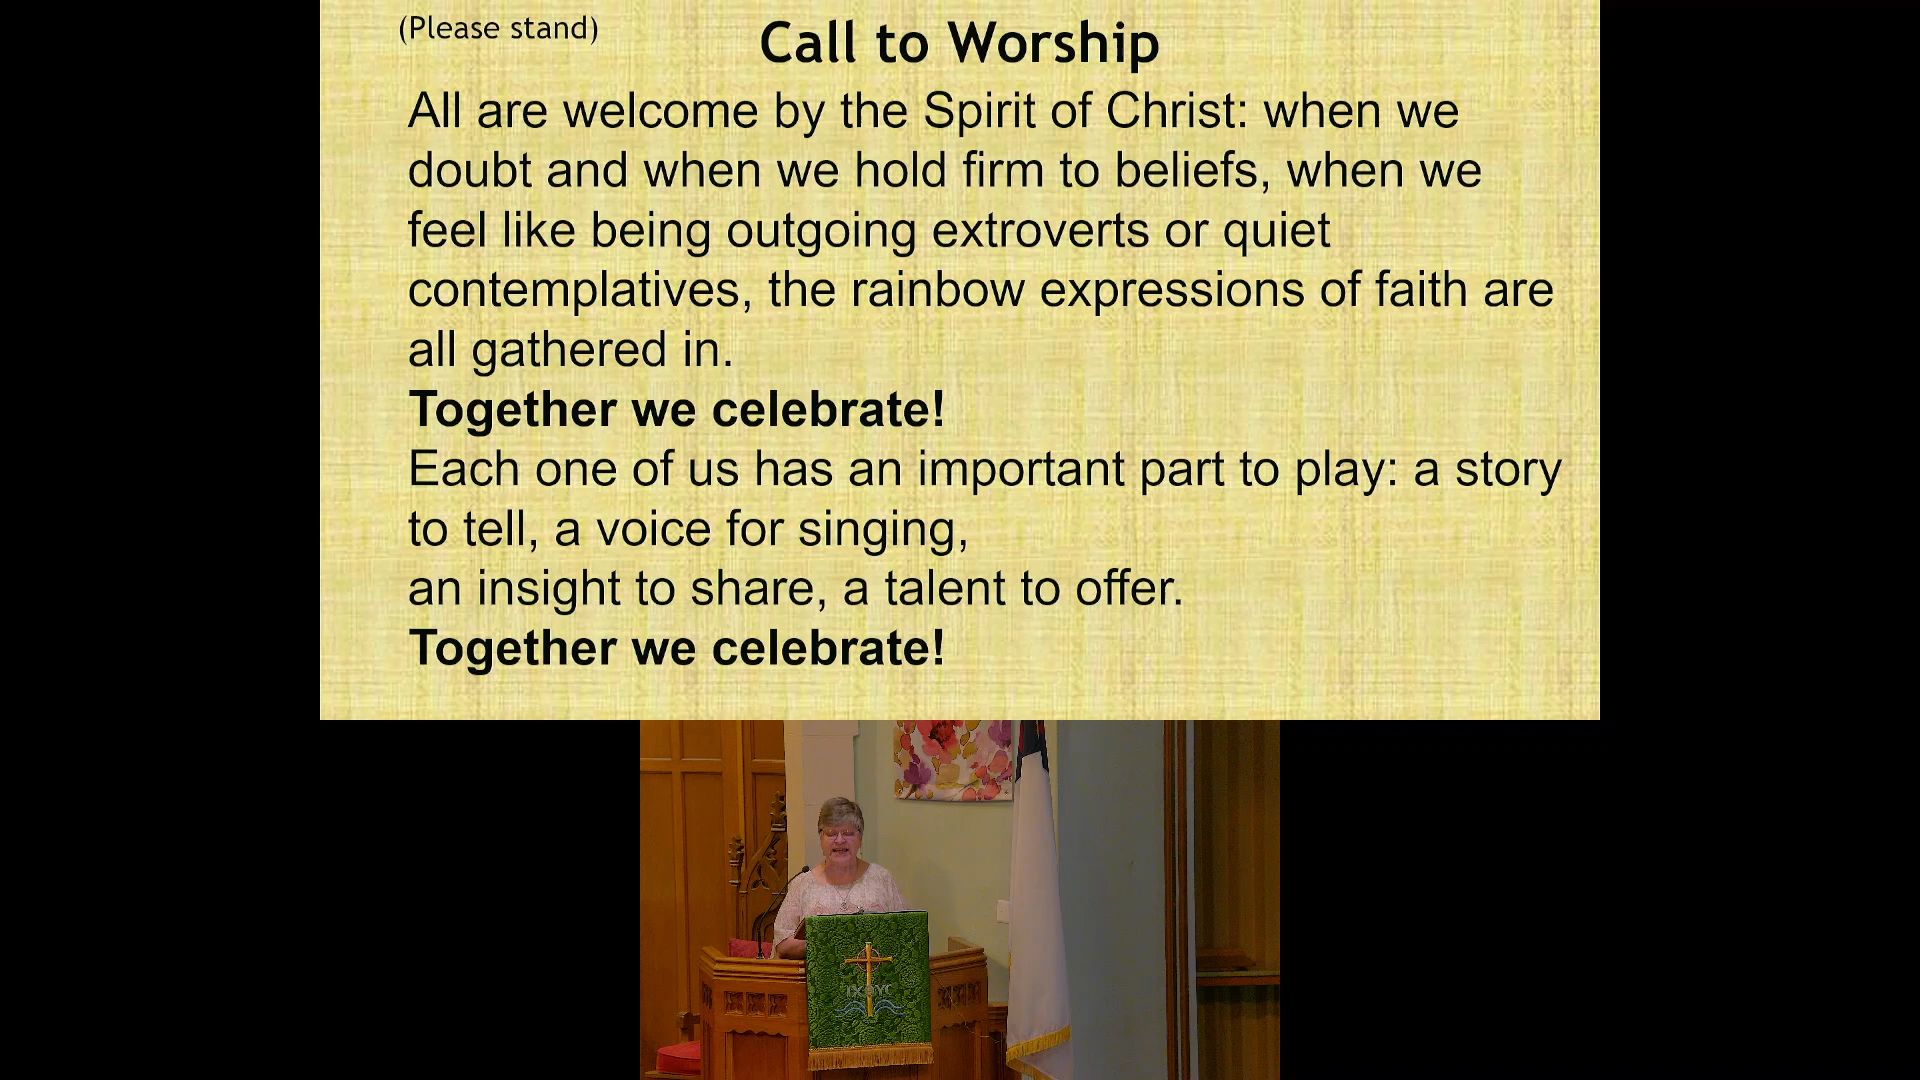 (Please stand)
Call to Worship
All are welcome by the Spirit of Christ: when we
doubt and when we hold firm to beliefs, when we
feel like being outgoing extroverts or quiet
contemplatives, the rainbow expressions of faith are
all gathered in.
Together we celebrate!
Each one of us has an important part to play: a story
to tell, a voice for singing,
an insight to share, a talent to offer.
Together we celebrate!